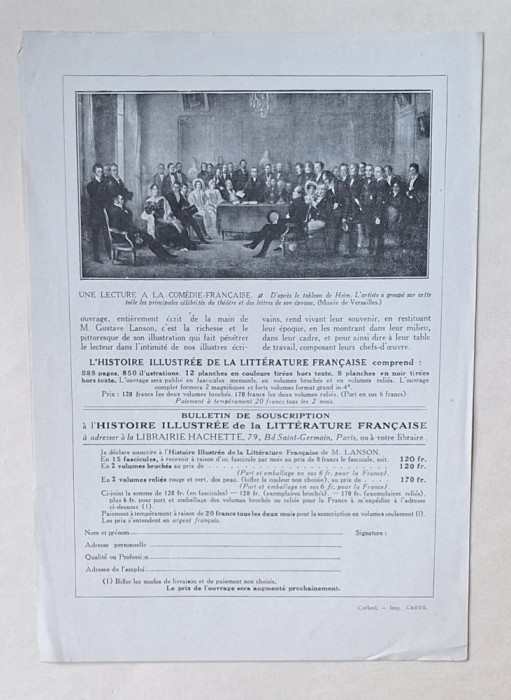 UNE LECTURE A LA COMÉDIE-FRANÇAISE. D'après le tableau de Heim. L'artiste a groupé sur cette
toile les principales célébrités du théâtre et des lettres de son époque. (Musée de Versailles.)
ouvrage, entièrement écrit de la main de
M. Gustave Lanson, c'est la richesse et le
pittoresque de son illustration qui fait pénétrer
le lecteur dans l'intimité de nos illustres écri-
vains, rend vivant leur souvenir, en restituant
leur époque, en les montrant dans leur milieu,
dans leur cadre, et pour ainsi dire à leur table
de travail, composant leurs chefs-d'œuvre.
L'HISTOIRE ILLUSTRÉE DE LA LITTÉRATURE FRANÇAISE comprend :
888 pages, 850 illustrations. 12 planches en couleurs tirées hors texte, 8 planches en noir tirées
hors texte. L'ouvrage sera publié en fascicules mensuels, en volumes brochés et en volumes reliés. L'ouvrage
complet formera 2 magnifiques et forts volumes format grand in-4°.
Prix : 120 francs les deux volumes brochés. 170 francs les deux volumes reliés. (Port en sus 6 francs)
Paiement à tempérament 20 francs tous les 2 mois.
BULLETIN DE SOUSCRIPTION
à l'HISTOIRE ILLUSTRÉE de la LITTÉRATURE FRANÇAISE
à adresser à la LIBRAIRIE HACHETTE, 79, Bd Saint-Germain, Paris, ou à votre libraire.
Je déclare souscrire à l'Histoire Illustrée de la Littérature Française de M. LANSON.
En 15 fascicules, à recevoir à raison d'un fascicule par mois au prix de 8 francs le fascicule, soit. 120 fr.
En 2 volumes brochés au prix de . . . . . . . . . . 120 fr.
(Port et emballage en sus 6 fr. pour la France).
En 2 volumes reliés rouge et vert, dos peau. (Biffer la couleur non choisie), au prix de . . . . 170 fr.
(Port et emballage en sus 6 fr. pour la France).
Ci-joint la somme de 120 fr. (en fascicules) — 120 fr. (exemplaires brochés). — 170 fr. (exemplaires reliés),
plus 6 fr. pour port et emballage des volumes brochés ou reliés pour la France à m'expédier à l'adresse
ci-dessous (1).
Paiement à tempérament à raison de 20 francs tous les deux mois pour la souscription en volumes seulement (1).
Les prix s'entendent en argent français.
Nom et prénoms Signature :
Adresse personnelle
Qualité ou Profession
Adresse de l'emploi
(1) Biffer les modes de livraison et de paiement non choisis.
Le prix de l'ouvrage sera augmenté prochainement.
Corbeil. — Imp. CRÉTÉ.